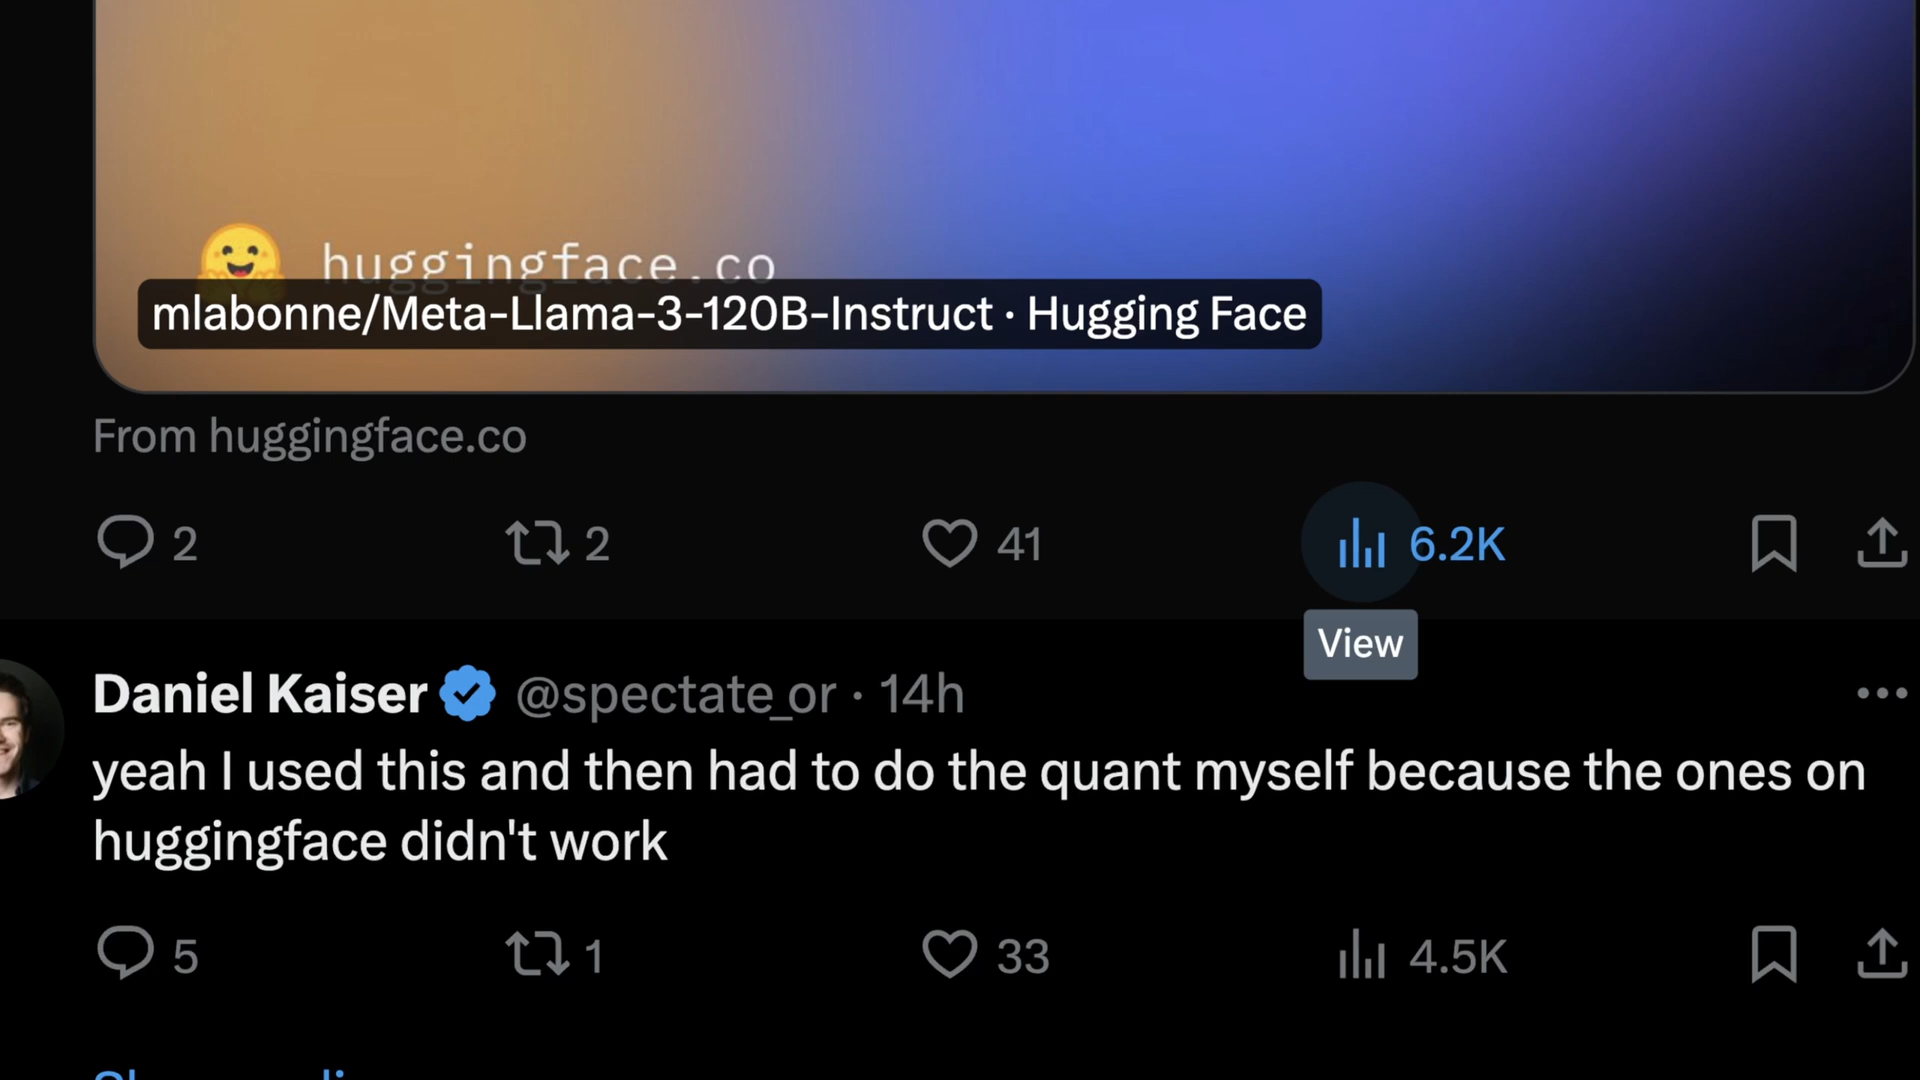 huggingface.co
mlabonne/Meta-Llama-3-120B-Instruct · Hugging Face
From huggingface.co
2 2 41 6.2K
View
Daniel Kaiser @spectate_or · 14h
yeah I used this and then had to do the quant myself because the ones on
huggingface didn't work
5 1 33 4.5K